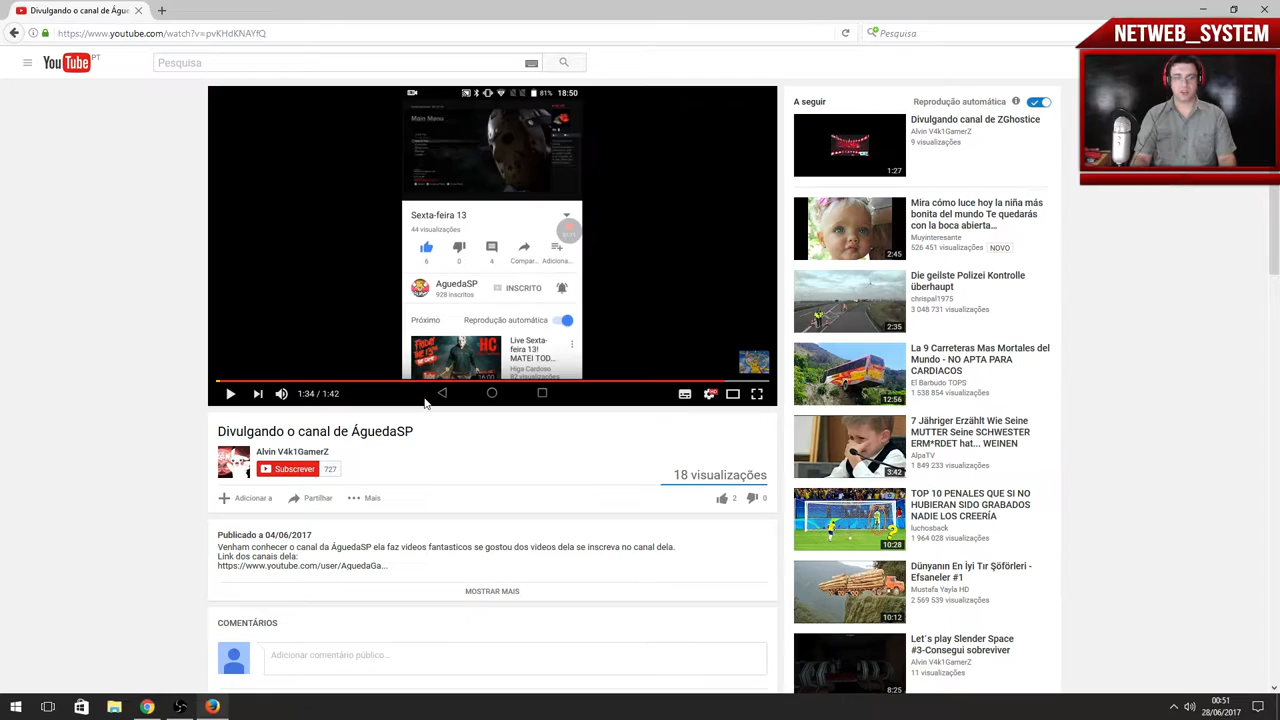 Divulgando o canal de Águe
https://www.youtube.com/watch?v=pvKHdKNAYfQ
Pesquisa
NETWEB_SYSTEM
YouTube PT
Pesquisa
81% 18:50
Main Menu
Sexta-feira 13
44 visualizações
6 0 4 Compar... Adiciona...
AguedaSP
928 inscritos
INSCRITO
Próximo Reprodução automática
Live Sexta-
feira 13!
MATEI TOD...
Higa Cardoso
82 visualizações
16:00
1:34 / 1:42
Divulgando o canal de ÁguedaSP
Alvin V4k1GamerZ
Subscrever 727
18 visualizações
Adicionar a Partilhar Mais
2 0
Publicado a 04/06/2017
Venham conhecer o canal da ÁguedaSP ela faz videos fantasticos se gostou dos videos dela se inscreva no canal dela.
Link dos canais dela:
https://www.youtube.com/user/AguedaGa...
MOSTRAR MAIS
COMENTÁRIOS
Adicionar comentário público...
A seguir Reprodução automática
Divulgando canal de ZGhostice
Alvin V4k1GamerZ
9 visualizações
1:27
Mira cómo luce hoy la niña más
bonita del mundo Te quedarás
con la boca abierta...
Muyinteresante
526 451 visualizações NOVO
2:45
Die geilste Polizei Kontrolle
überhaupt
chrispal1975
3 048 731 visualizações
2:35
La 9 Carreteras Mas Mortales del
Mundo - NO APTA PARA
CARDIACOS
El Barbudo TOPS
1 538 854 visualizações
12:56
7 Jähriger Erzählt Wie Seine
MUTTER Seine SCHWESTER
ERM*RDET hat... WEINEN
AlpaTV
1 849 233 visualizações
3:42
TOP 10 PENALES QUE SI NO
HUBIERAN SIDO GRABADOS
NADIE LOS CREERÍA
luchosback
1 964 028 visualizações
10:28
Dünyanın En İyi Tır Şöförleri -
Efsaneler #1
Mustafa Yayla HD
2 569 539 visualizações
10:12
Let´s play Slender Space
#3-Consegui sobreviver
Alvin V4k1GamerZ
11 visualizações
8:25
00:51
28/06/2017